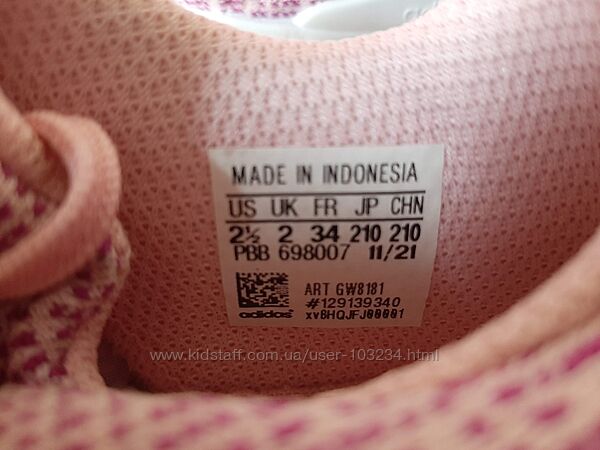 MADE IN INDONESIA
US UK FR JP CHN
2½ 2 34 210 210
PBB 698007 11/21
ART GW8181
#129139340
adidas xv8HQJFJ00001
www.kidstaff.com.ua/user-103234.html